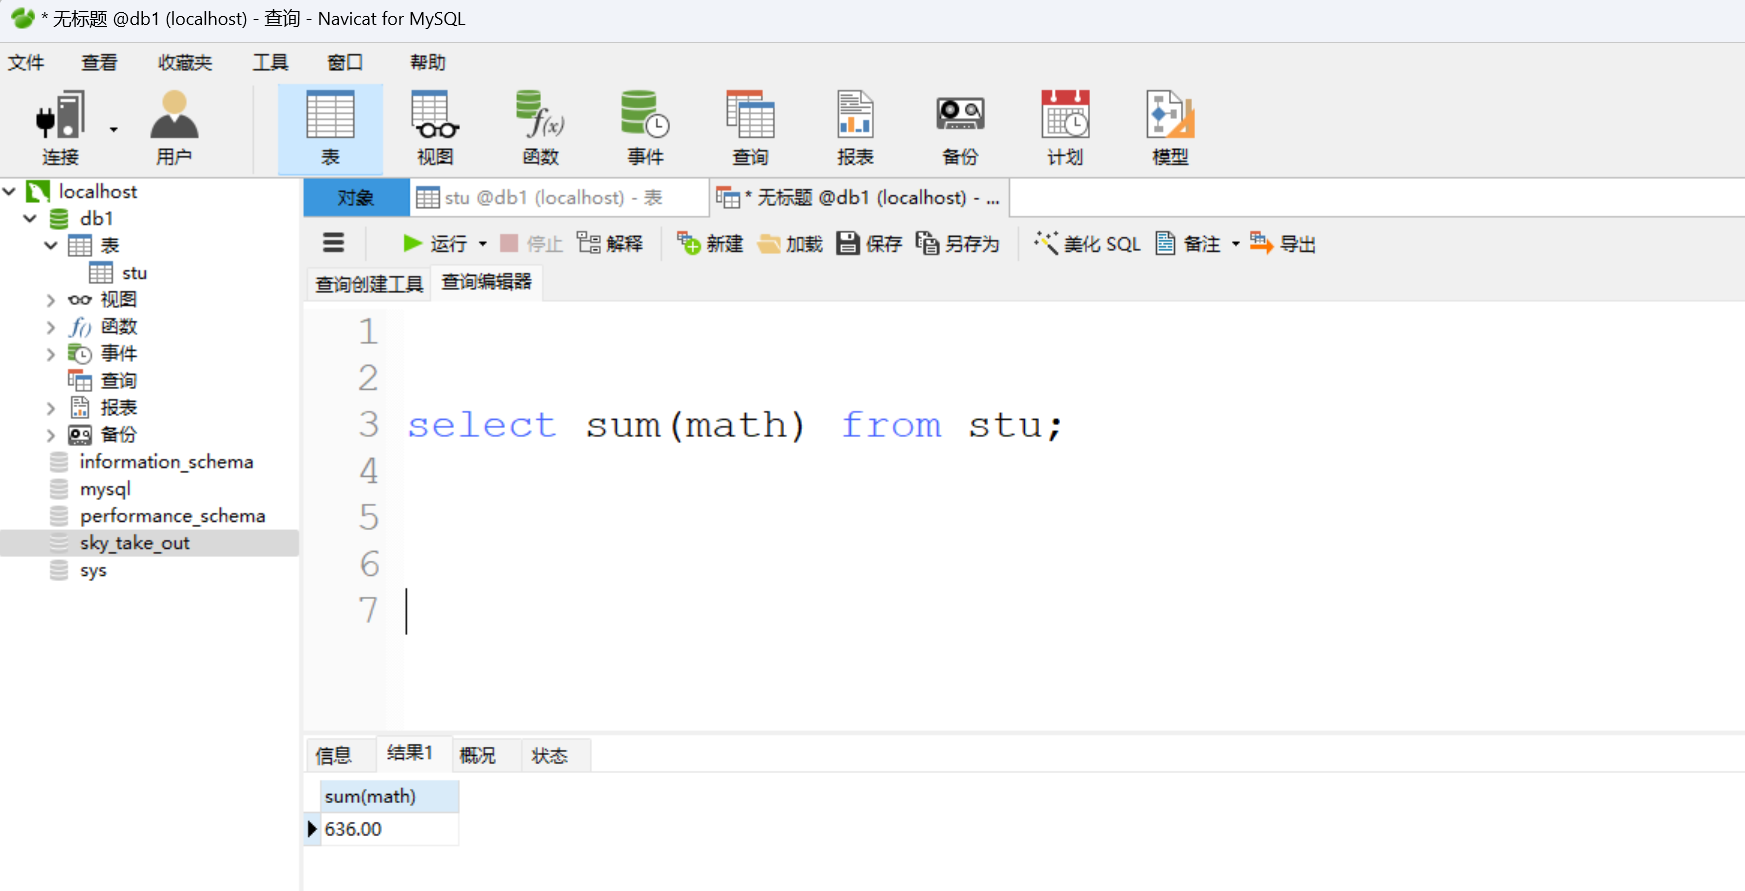 * 无标题 @db1 (localhost) - 查询 - Navicat for MySQL
文件 查看 收藏夹 工具 窗口 帮助
连接 用户 表 视图 函数 事件 查询 报表 备份 计划 模型
localhost
db1
表
stu
视图
函数
事件
查询
报表
备份
information_schema
mysql
performance_schema
sky_take_out
sys
对象 stu @db1 (localhost) - 表 * 无标题 @db1 (localhost) - ...
运行 停止 解释 新建 加载 保存 另存为 美化 SQL 备注 导出
查询创建工具 查询编辑器
1
2
3 select sum(math) from stu;
4
5
6
7
信息 结果1 概况 状态
sum(math)
636.00